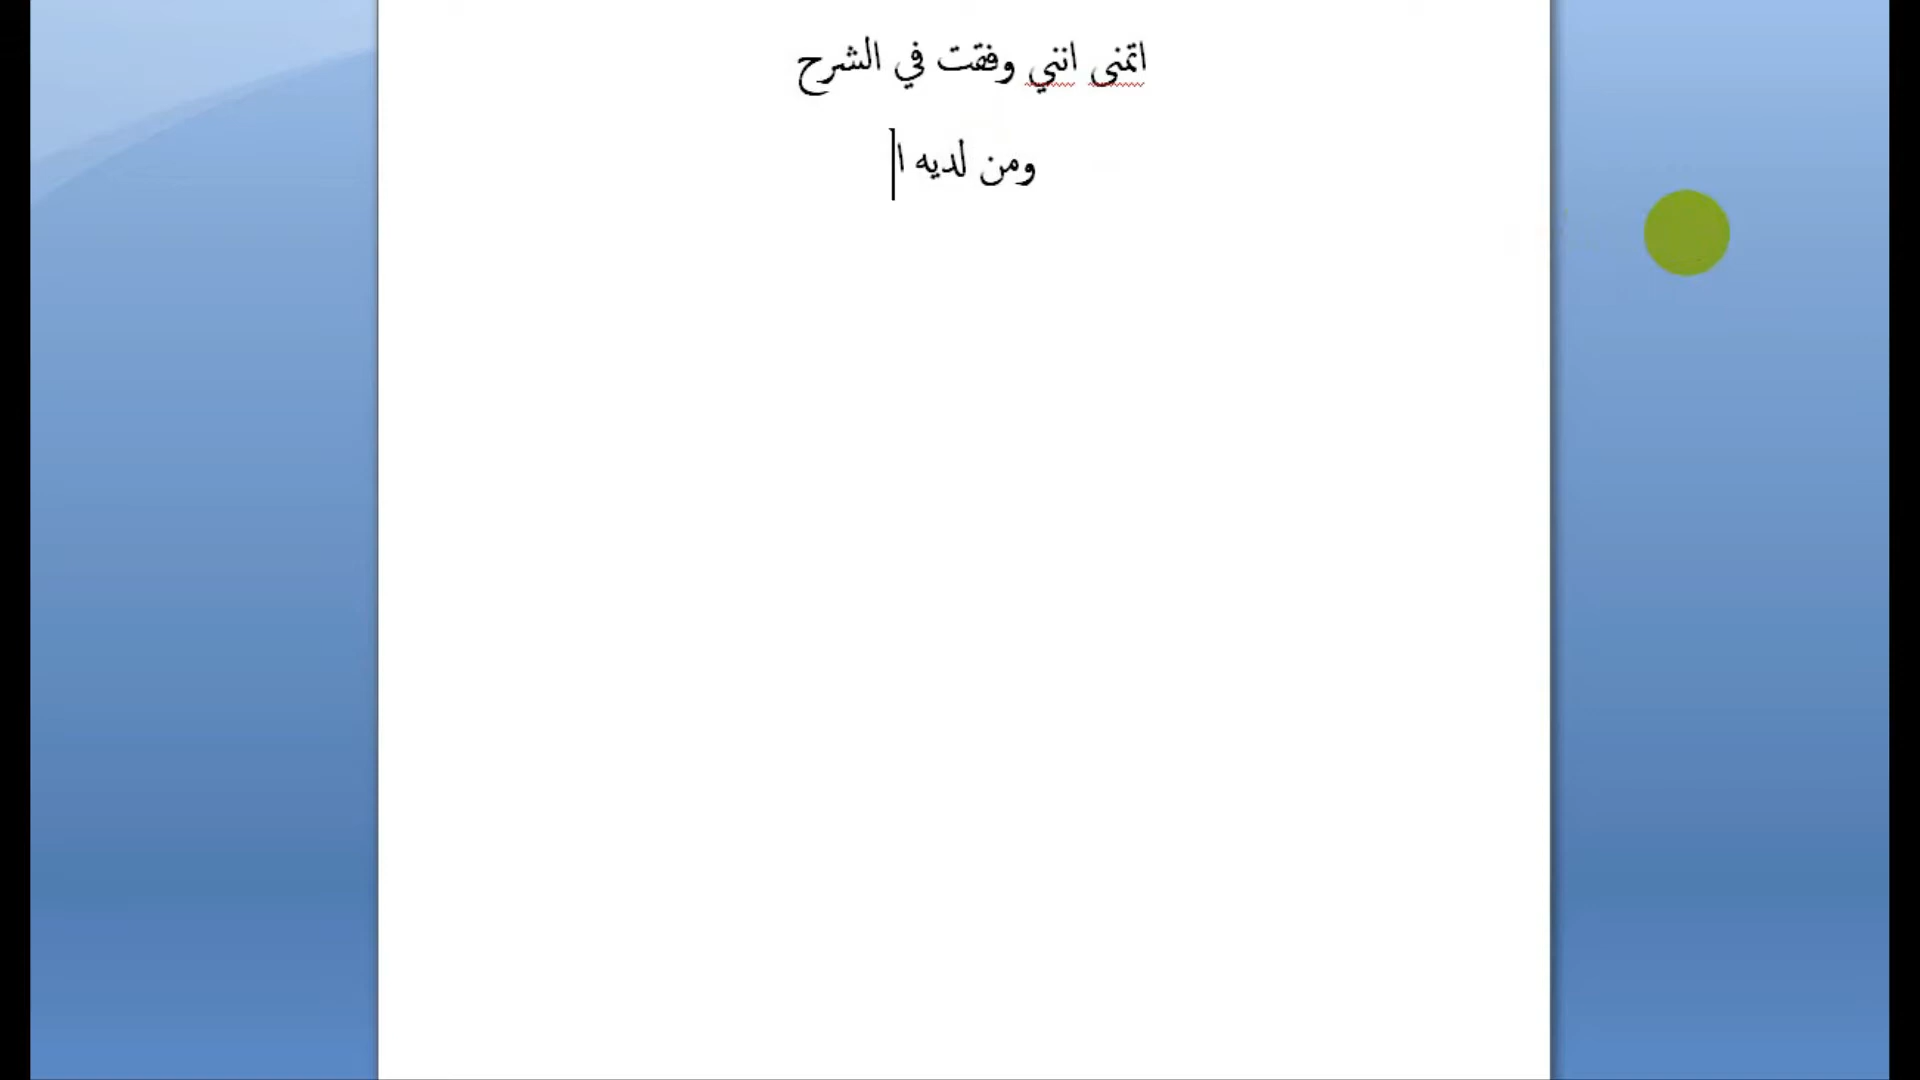 اتمنى انني وفقت في الشرح
ومن لديه ا